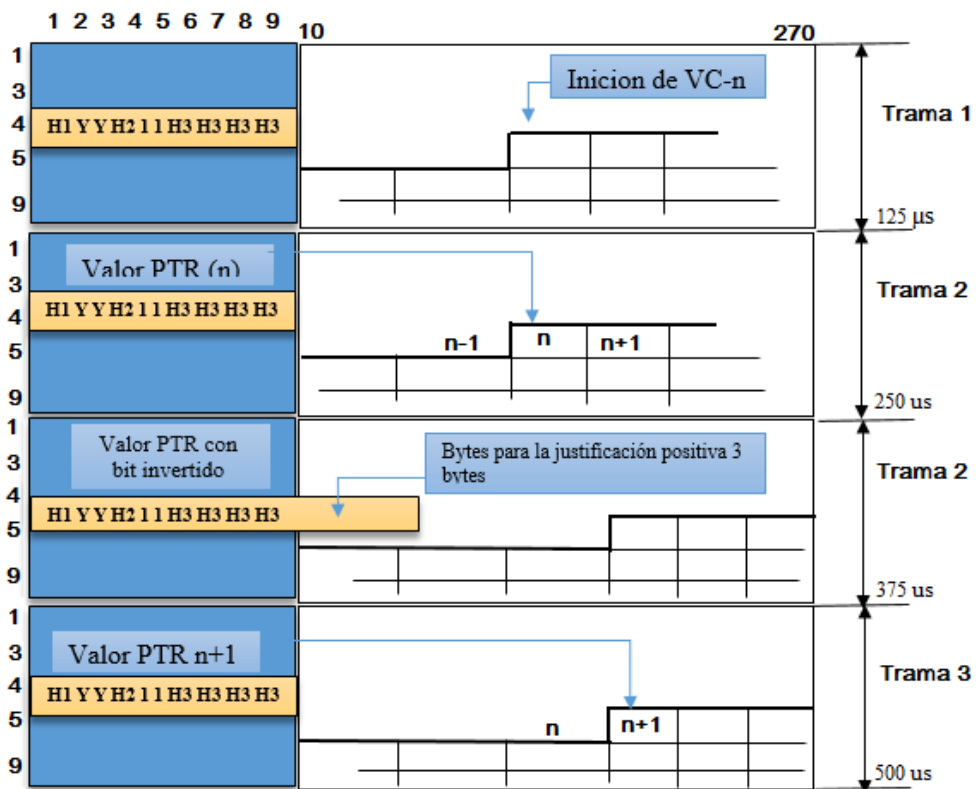 1 2 3 4 5 6 7 8 9 10 270
1
3
4
5
9
H1 Y Y H2 1 1 H3 H3 H3 H3
Inicion de VC-n
Trama 1
125 µs
1
3
4
5
9
Valor PTR (n)
H1 Y Y H2 1 1 H3 H3 H3 H3
n-1 n n+1
Trama 2
250 us
1
3
4
5
9
Valor PTR con
bit invertido
H1 Y Y H2 1 1 H3 H3 H3 H3
Bytes para la justificación positiva 3
bytes
Trama 2
375 us
1
3
4
5
9
Valor PTR n+1
H1 Y Y H2 1 1 H3 H3 H3 H3
n n+1
Trama 3
500 us